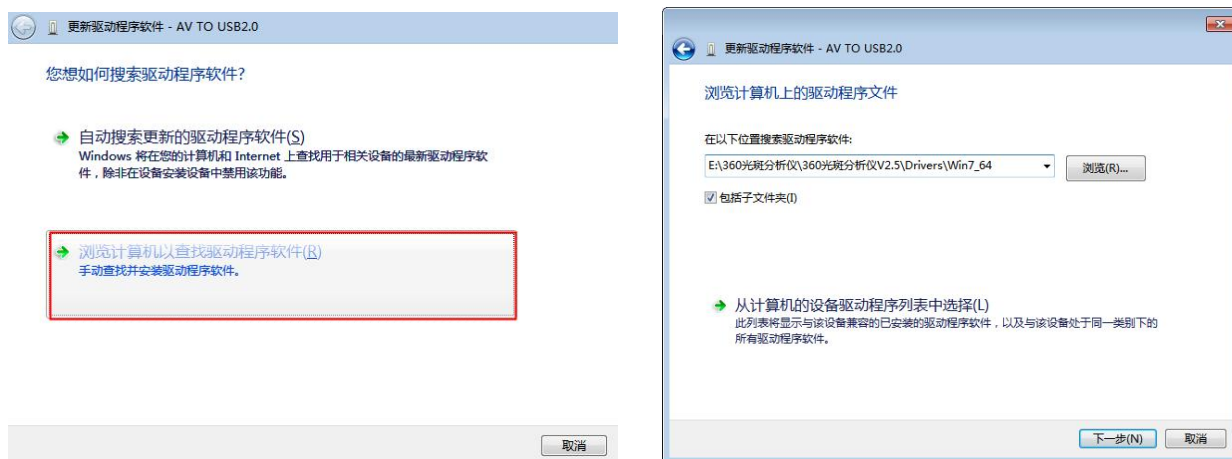 更新驱动程序软件 - AV TO USB2.0
您想如何搜索驱动程序软件?
自动搜索更新的驱动程序软件(S)
Windows 将在您的计算机和 Internet 上查找用于相关设备的最新驱动程序软
件，除非在设备安装设备中禁用该功能。
浏览计算机以查找驱动程序软件(R)
手动查找并安装驱动程序软件。
取消
更新驱动程序软件 - AV TO USB2.0
浏览计算机上的驱动程序文件
在以下位置搜索驱动程序软件:
E:\360光斑分析仪\360光斑分析仪V2.5\Drivers\Win7_64
浏览(R)...
包括子文件夹(I)
从计算机的设备驱动程序列表中选择(L)
此列表将显示与该设备兼容的已安装的驱动程序软件，以及与该设备处于同一类别下的
所有驱动程序软件。
下一步(N)
取消